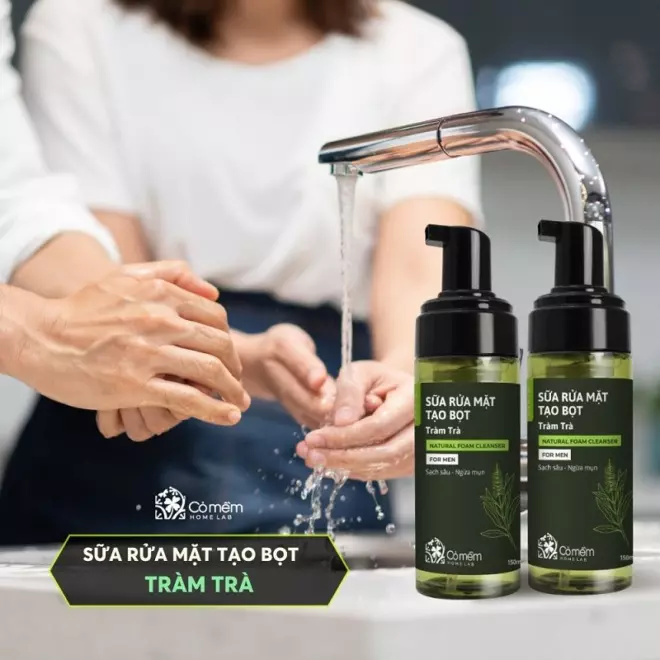 SỮA RỬA MẶT
TẠO BỌT
Tràm Trà
NATURAL FOAM CLEANSER
FOR MEN
Sạch sâu - Ngừa mụn
Cỏ mềm
HOME LAB
150m
SỮA RỬA MẶT
TẠO BỌT
Tràm Trà
NATURAL FOAM CLEANSER
FOR MEN
Sạch sâu - Ngừa mụn
Cỏ mềm
HOME LAB
150m
Cỏ mềm
HOME LAB
SỮA RỬA MẶT TẠO BỌT
TRÀM TRÀ